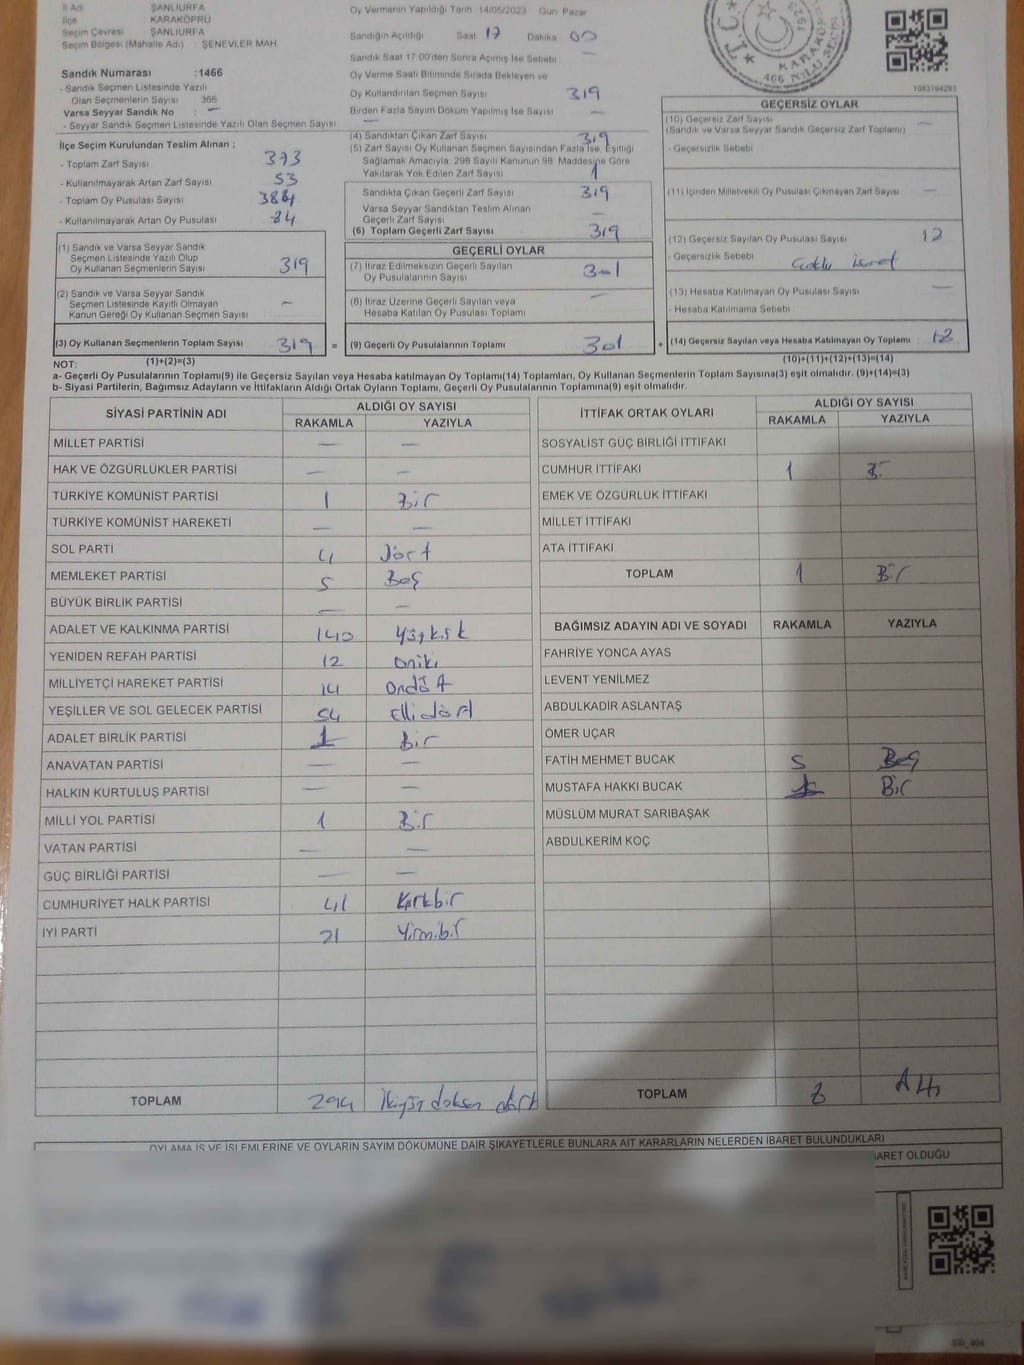 İl Adı ŞANLIURFA
İlçe KARAKÖPRÜ
Seçim Çevresi ŞANLIURFA
Seçim Bölgesi (Mahalle Adı) : ŞENEVLER MAH
Sandık Numarası :1466
- Sandık Seçmen Listesinde Yazılı
Olan Seçmenlerin Sayısı 366
Varsa Seyyar Sandık No : —
- Seyyar Sandık Seçmen Listesinde Yazılı Olan Seçmen Sayısı : —
İlçe Seçim Kurulundan Teslim Alınan ;
- Toplam Zarf Sayısı 373
- Kullanılmayarak Artan Zarf Sayısı 53
- Toplam Oy Pusulası Sayısı
- Kullanılmayarak Artan Oy Pusulası 84
(1) Sandık ve Varsa Seyyar Sandık
Seçmen Listesinde Yazılı Olup
Oy Kullanan Seçmenlerin Sayısı 319
(2) Sandık ve Varsa Seyyar Sandık
Seçmen Listesinde Kayıtlı Olmayan
Kanun Gereği Oy Kullanan Seçmen Sayısı —
(3) Oy Kullanan Seçmenlerin Toplam Sayısı 319 =
Oy Vermenin Yapıldığı Tarih 14/05/2023 Gün: Pazar
Sandığın Açıldığı Saat 17 Dakika 00
Sandık Saat 17:00'den Sonra Açılmış İse Sebebi —
Oy Verme Saati Bitiminde Sırada Bekleyen ve
Oy Kullandırılan Seçmen Sayısı 319
Birden Fazla Sayım Döküm Yapılmış İse Sayısı —
(4) Sandıktan Çıkan Zarf Sayısı 319
(5) Zarf Sayısı Oy Kullanan Seçmen Sayısından Fazla İse, Eşitliği
Sağlamak Amacıyla, 298 Sayılı Kanunun 98. Maddesine Göre
Yakılarak Yok Edilen Zarf Sayısı 1
Sandıkta Çıkan Geçerli Zarf Sayısı 319
Varsa Seyyar Sandıktan Teslim Alınan
Geçerli Zarf Sayısı —
(6) Toplam Geçerli Zarf Sayısı 319
GEÇERLİ OYLAR
(7) İtiraz Edilmeksizin Geçerli Sayılan
Oy Pusulalarının Sayısı 301
(8) İtiraz Üzerine Geçerli Sayılan veya
Hesaba Katılan Oy Pusulası Toplamı —
(9) Geçerli Oy Pusulalarının Toplamı 301 +
1083794283
GEÇERSİZ OYLAR
(10) Geçersiz Zarf Sayısı —
(Sandık ve Varsa Seyyar Sandık Geçersiz Zarf Toplamı)
- Geçersizlik Sebebi
(11) İçinden Milletvekili Oy Pusulası Çıkmayan Zarf Sayısı —
(12) Geçersiz Sayılan Oy Pusulası Sayısı 12
- Geçersizlik Sebebi
(13) Hesaba Katılmayan Oy Pusulası Sayısı —
- Hesaba Katılmama Sebebi
(14) Geçersiz Sayılan veya Hesaba Katılmayan Oy Toplamı : 12
NOT: (1)+(2)=(3) (10)+(11)+(12)+(13)=(14)
a- Geçerli Oy Pusulalarının Toplamı(9) ile Geçersiz Sayılan veya Hesaba katılmayan Oy Toplamı(14) Toplamları, Oy Kullanan Seçmenlerin Toplam Sayısına(3) eşit olmalıdır. (9)+(14)=(3)
b- Siyasi Partilerin, Bağımsız Adayların ve İttifakların Aldığı Ortak Oyların Toplamı, Geçerli Oy Pusulalarının Toplamına(9) eşit olmalıdır.
SİYASİ PARTİNİN ADI ALDIĞI OY SAYISI
RAKAMLA YAZIYLA
MİLLET PARTİSİ — —
HAK VE ÖZGÜRLÜKLER PARTİSİ — —
TÜRKİYE KOMÜNİST PARTİSİ 1 Bir
TÜRKİYE KOMÜNİST HAREKETİ — —
SOL PARTİ 4 Dört
MEMLEKET PARTİSİ 5 Beş
BÜYÜK BİRLİK PARTİSİ — —
ADALET VE KALKINMA PARTİSİ 140 Yüzkırk
YENİDEN REFAH PARTİSİ 12 Oniki
MİLLİYETÇİ HAREKET PARTİSİ 14 Ondört
YEŞİLLER VE SOL GELECEK PARTİSİ 54 Ellidört
ADALET BİRLİK PARTİSİ 1 Bir
ANAVATAN PARTİSİ — —
HALKIN KURTULUŞ PARTİSİ — —
MİLLİ YOL PARTİSİ 1 Bir
VATAN PARTİSİ — —
GÜÇ BİRLİĞİ PARTİSİ — —
CUMHURİYET HALK PARTİSİ 41 Kırkbir
İYİ PARTİ 21 Yirmibir
TOPLAM 294 İkiyüz doksan dört
İTTİFAK ORTAK OYLARI ALDIĞI OY SAYISI
RAKAMLA YAZIYLA
SOSYALİST GÜÇ BİRLİĞİ İTTİFAKI
CUMHUR İTTİFAKI 1 Bir
EMEK VE ÖZGÜRLÜK İTTİFAKI
MİLLET İTTİFAKI
ATA İTTİFAKI
TOPLAM 1 Bir
BAĞIMSIZ ADAYIN ADI VE SOYADI RAKAMLA YAZIYLA
FAHRİYE YONCA AYAS
LEVENT YENİLMEZ
ABDULKADİR ASLANTAŞ
ÖMER UÇAR
FATİH MEHMET BUCAK 5 Beş
MUSTAFA HAKKI BUCAK 1 Bir
MÜSLÜM MURAT SARIBAŞAK
ABDULKERİM KOÇ
TOPLAM 6 Altı
OYLAMA İŞ VE İŞLEMLERİNE VE OYLARIN SAYIM DÖKÜMÜNE DAİR ŞİKAYETLERLE BUNLARA AİT KARARLARIN NELERDEN İBARET BULUNDUKLARI
BARET OLDUĞU